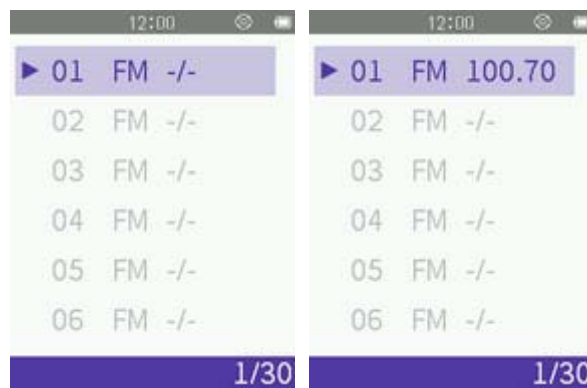 12:00
▶ 01 FM -/-
02 FM -/-
03 FM -/-
04 FM -/-
05 FM -/-
06 FM -/-
1/30
12:00
▶ 01 FM 100.70
02 FM -/-
03 FM -/-
04 FM -/-
05 FM -/-
06 FM -/-
1/30